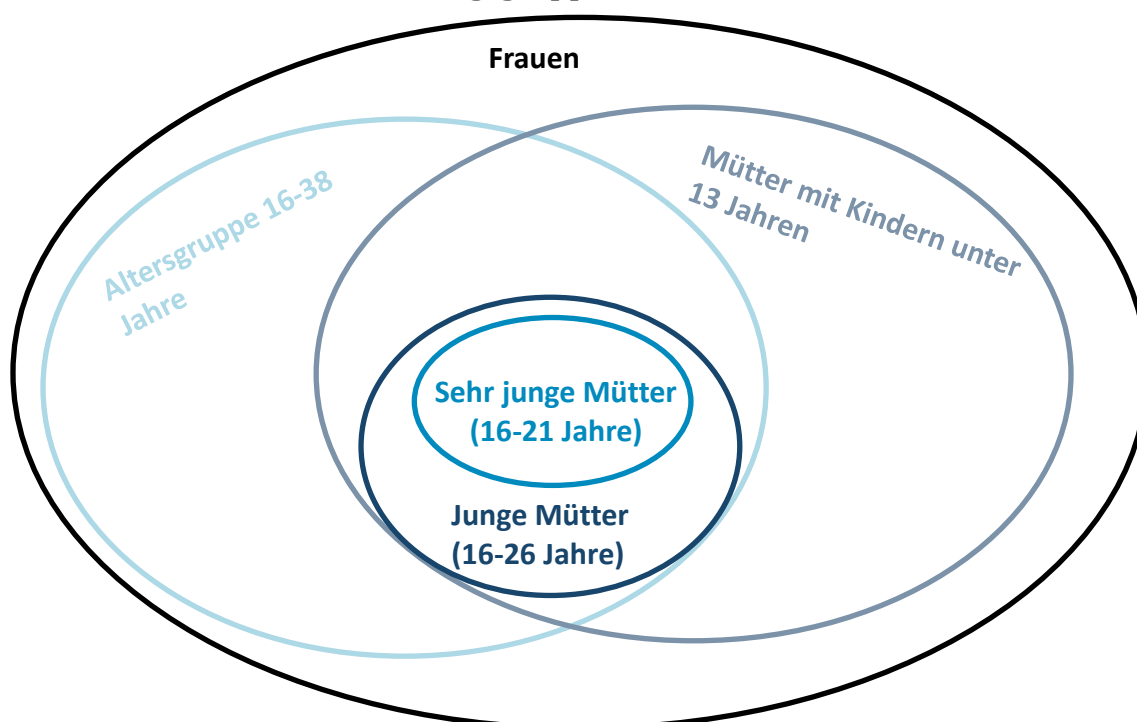 Frauen
Altersgruppe 16-38
Jahre
Mütter mit Kindern unter
13 Jahren
Sehr junge Mütter
(16-21 Jahre)
Junge Mütter
(16-26 Jahre)